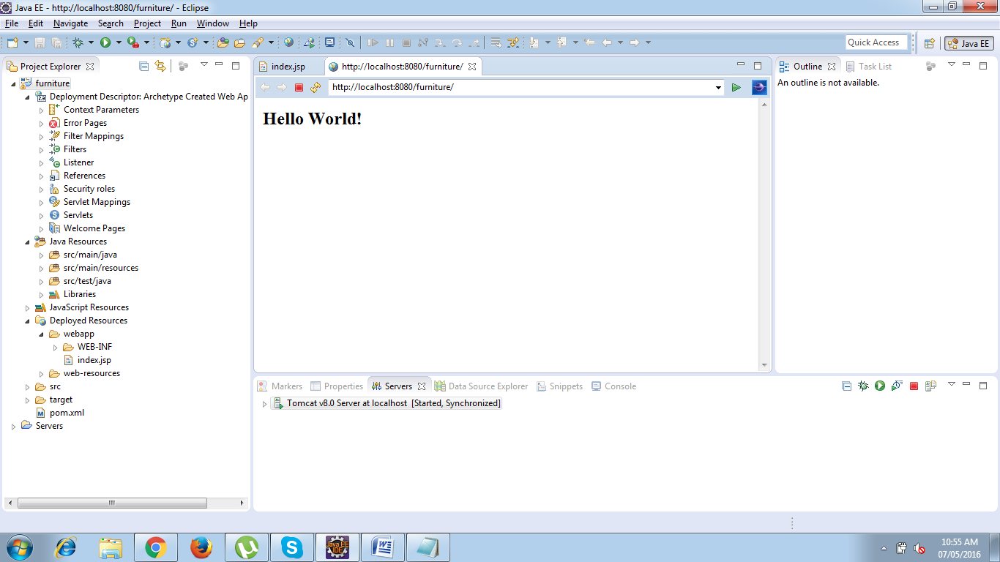 Java EE - http://localhost:8080/furniture/ - Eclipse
File Edit Navigate Search Project Run Window Help
Quick Access
Java EE
Project Explorer
furniture
Deployment Descriptor: Archetype Created Web Ap
2.3
Context Parameters
Error Pages
Filter Mappings
Filters
Listener
References
Security roles
Servlet Mappings
Servlets
Welcome Pages
Java Resources
src/main/java
src/main/resources
src/test/java
Libraries
JavaScript Resources
Deployed Resources
webapp
WEB-INF
index.jsp
web-resources
src
target
pom.xml
Servers
index.jsp
http://localhost:8080/furniture/
http://localhost:8080/furniture/
Hello World!
Outline
Task List
An outline is not available.
Markers Properties Servers Data Source Explorer Snippets Console
Tomcat v8.0 Server at localhost [Started, Synchronized]
Java EE
IDE
10:55 AM
07/05/2016